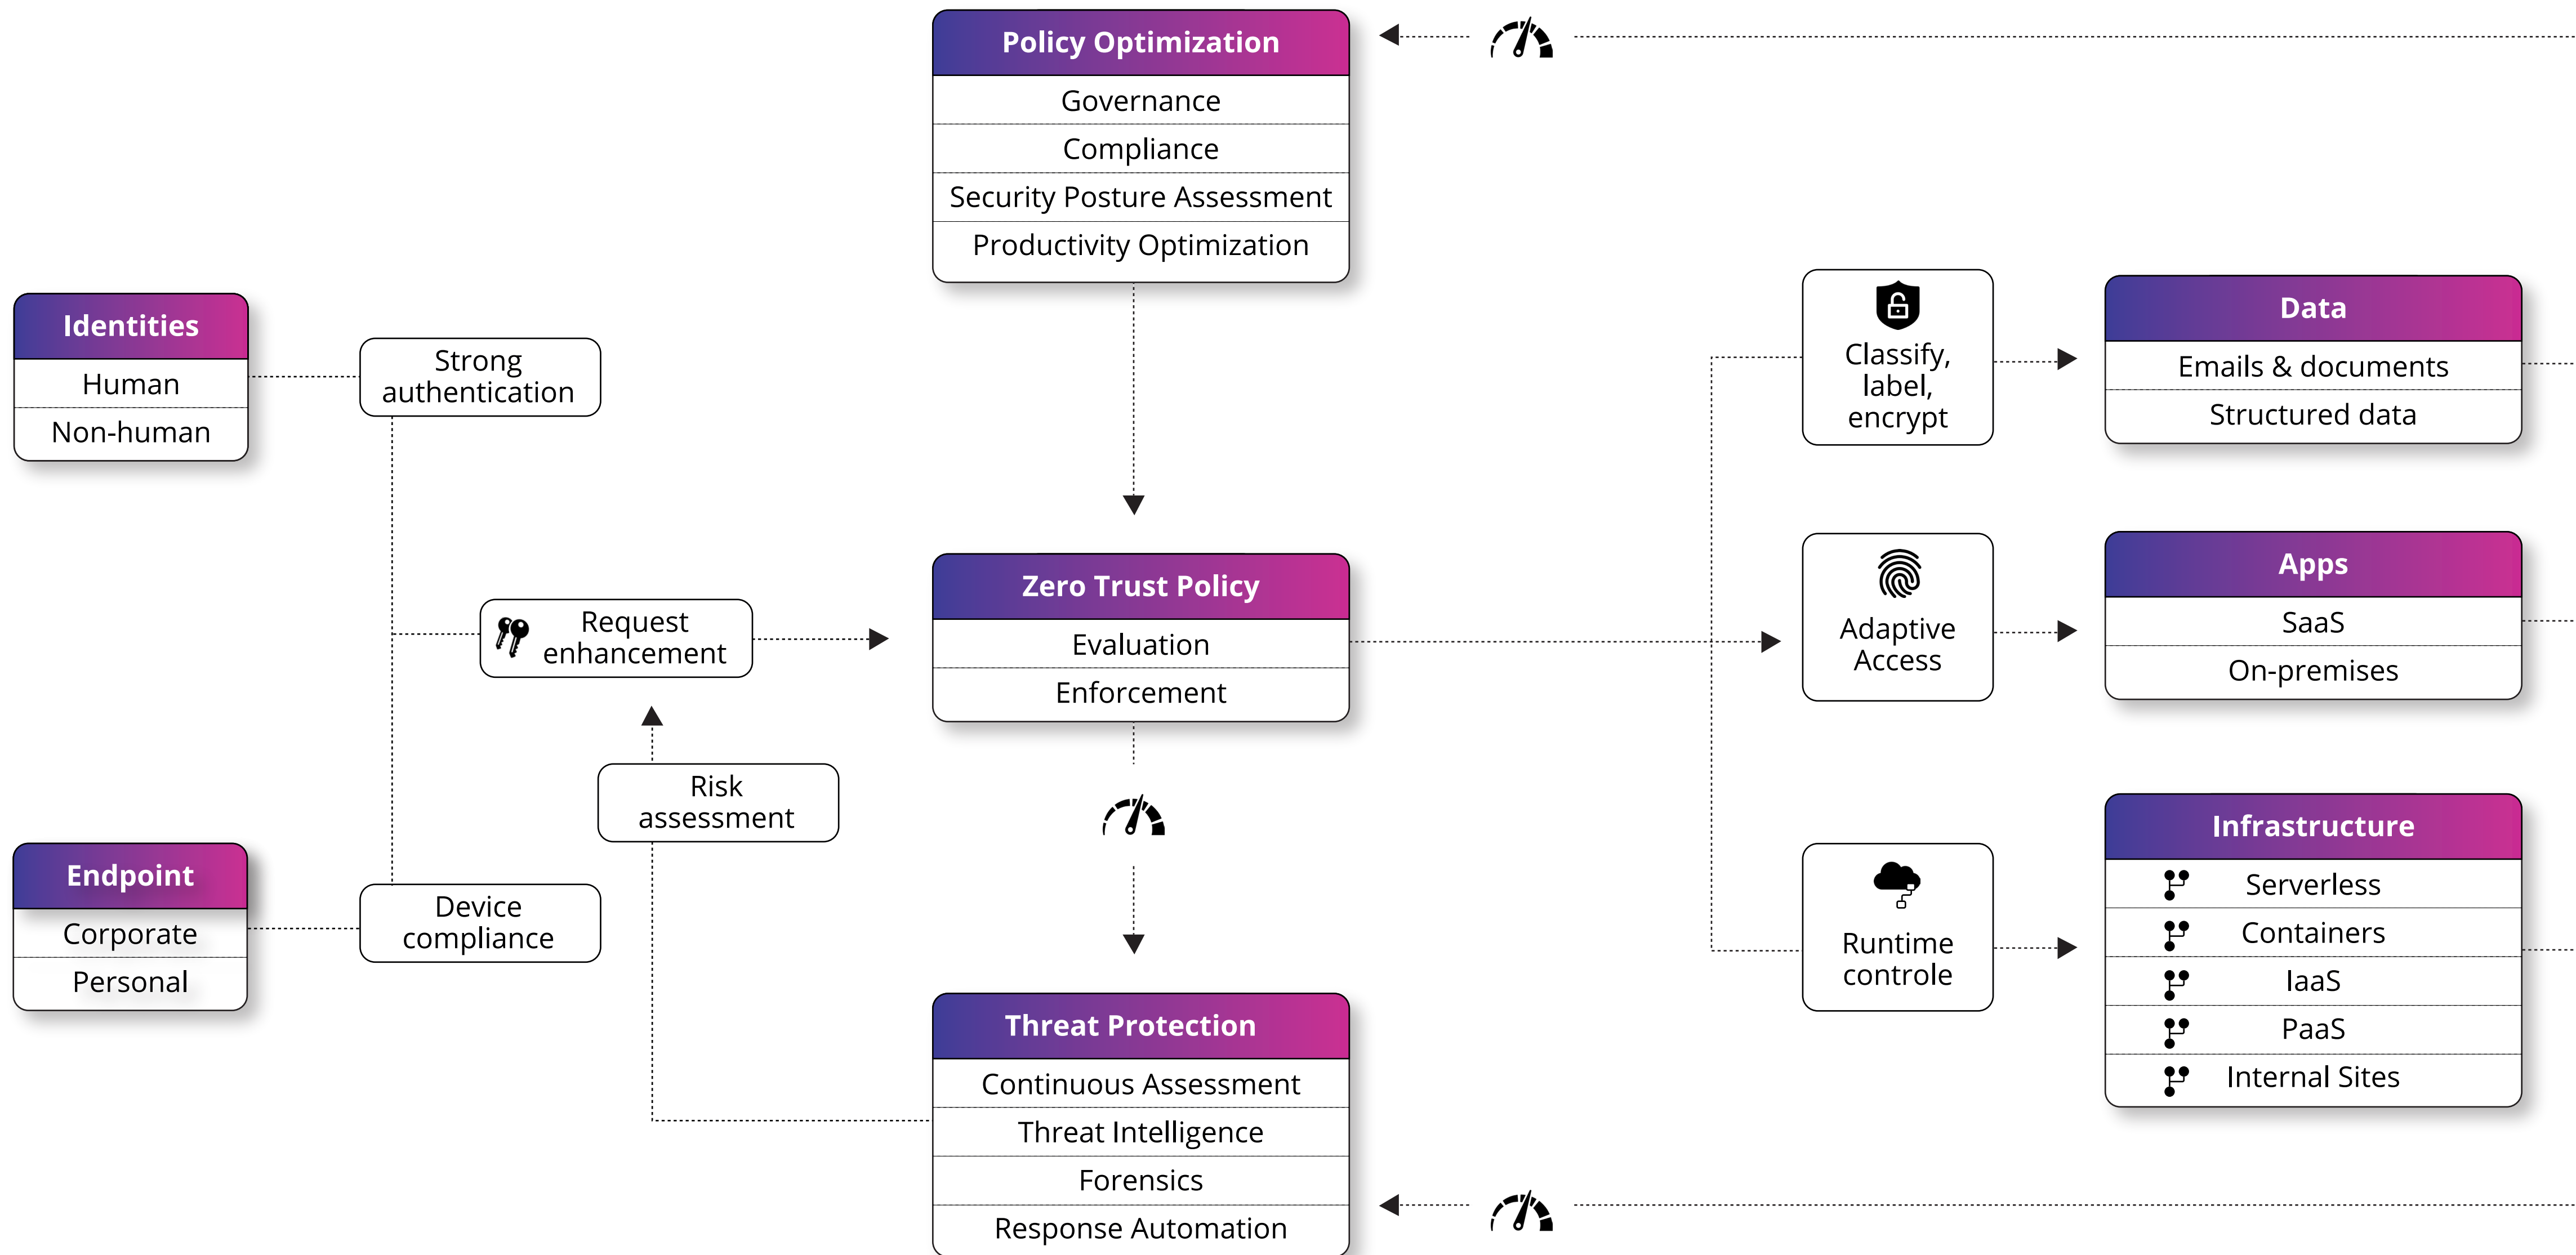 Policy Optimization
Governance
Compliance
Security Posture Assessment
Productivity Optimization
Identities
Human
Non-human
Strong
authentication
Request
enhancement
Risk
assessment
Endpoint
Corporate
Personal
Device
compliance
Zero Trust Policy
Evaluation
Enforcement
Threat Protection
Continuous Assessment
Threat Intelligence
Forensics
Response Automation
Classify,
label,
encrypt
Data
Emails & documents
Structured data
Adaptive
Access
Apps
SaaS
On-premises
Runtime
controle
Infrastructure
Serverless
Containers
IaaS
PaaS
Internal Sites